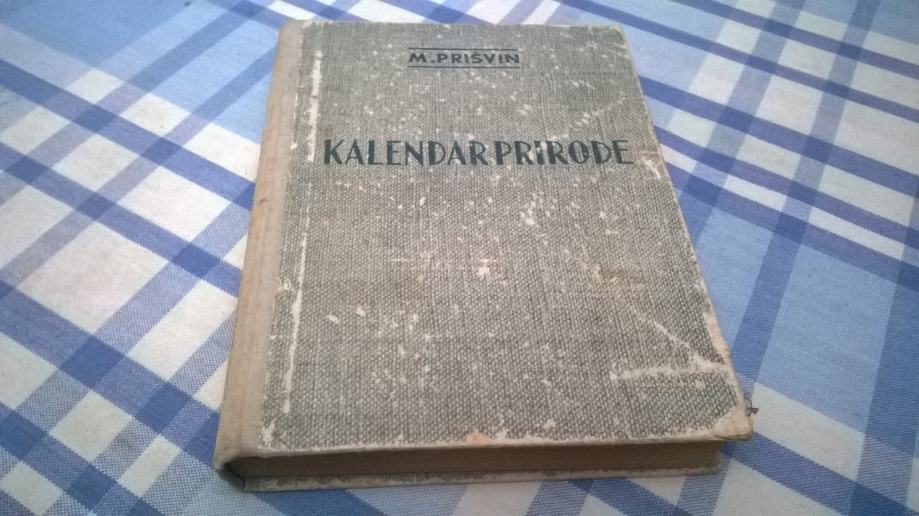 M. PRIŠVIN
KALENDAR PRIRODE